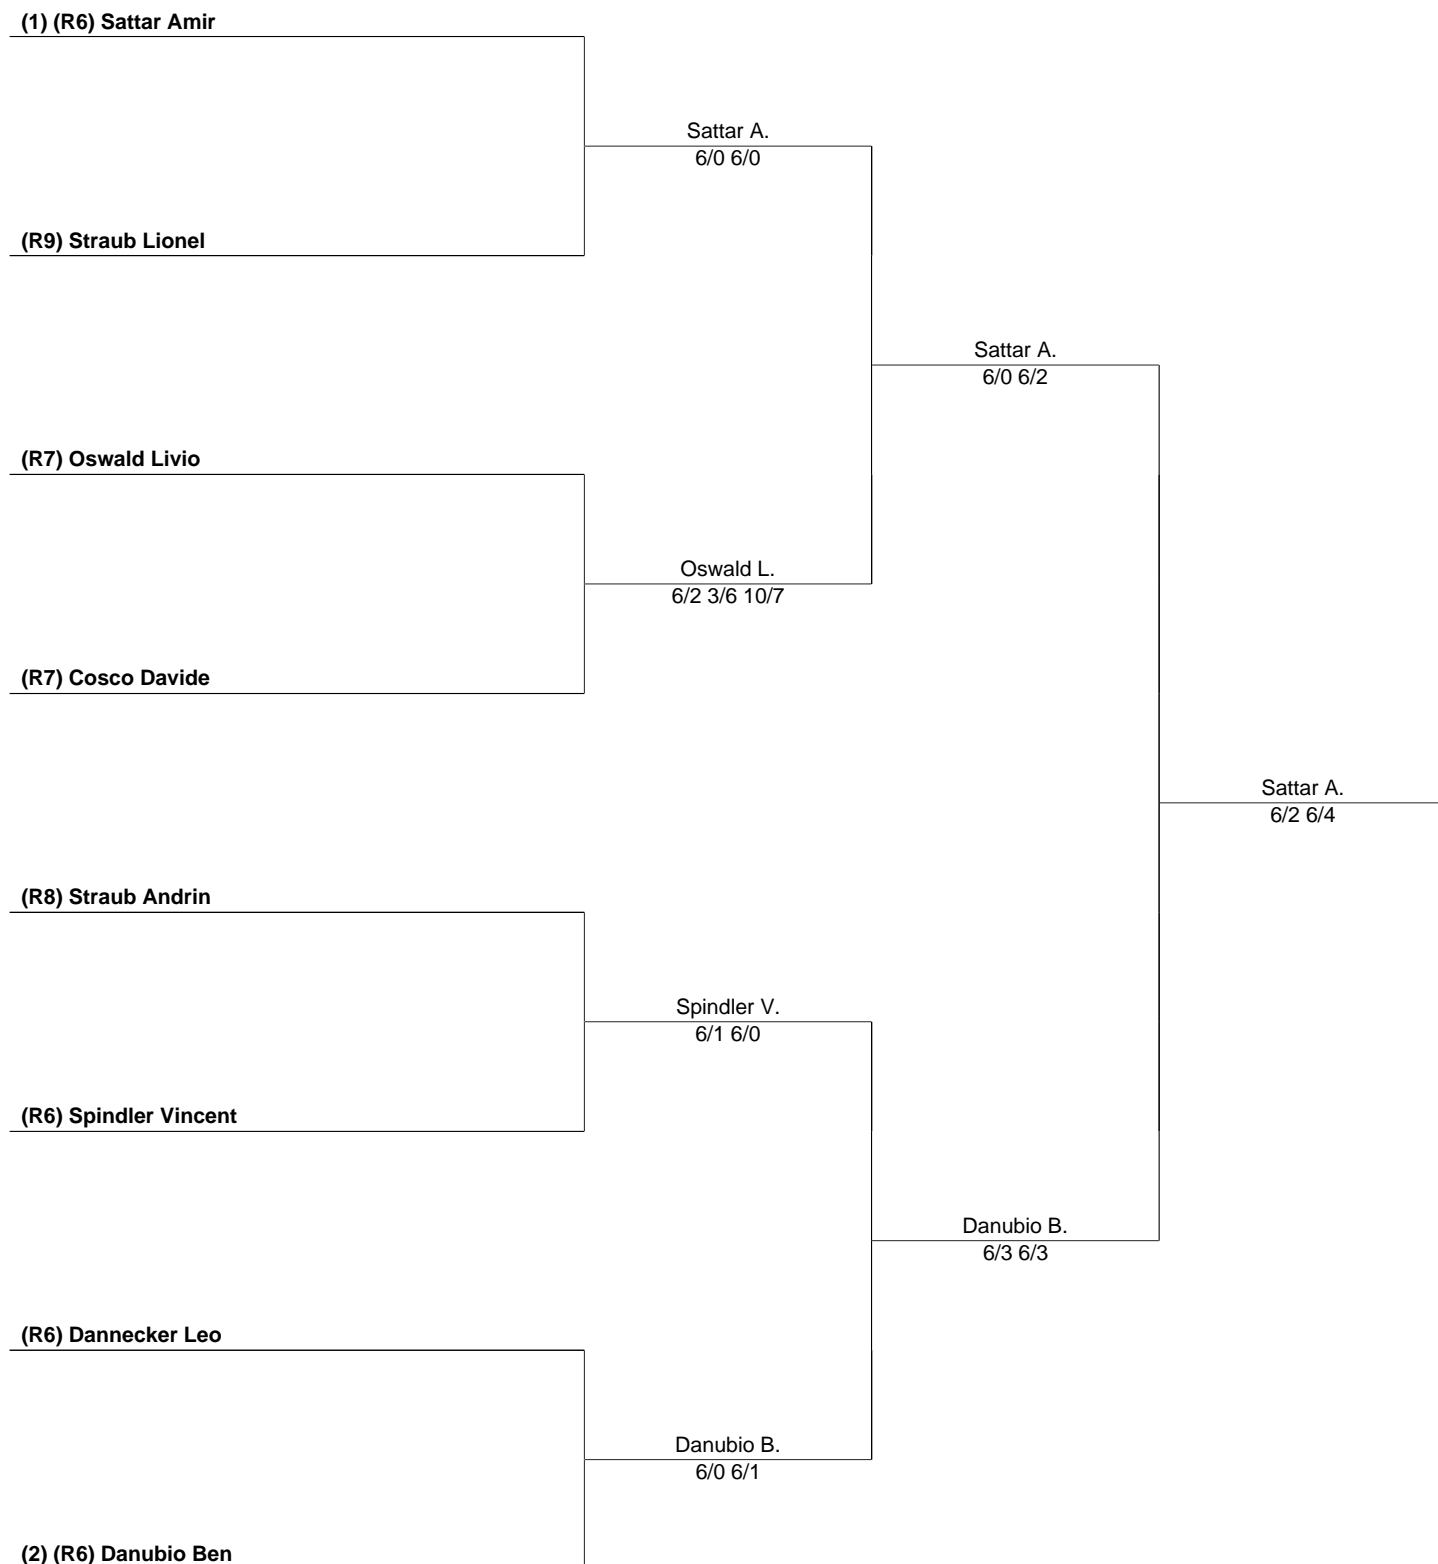 (1) (R6) Sattar Amir
Sattar A.
6/0 6/0
(R9) Straub Lionel
Sattar A.
6/0 6/2
(R7) Oswald Livio
Oswald L.
6/2 3/6 10/7
(R7) Cosco Davide
Sattar A.
6/2 6/4
(R8) Straub Andrin
Spindler V.
6/1 6/0
(R6) Spindler Vincent
Danubio B.
6/3 6/3
(R6) Dannecker Leo
Danubio B.
6/0 6/1
(2) (R6) Danubio Ben